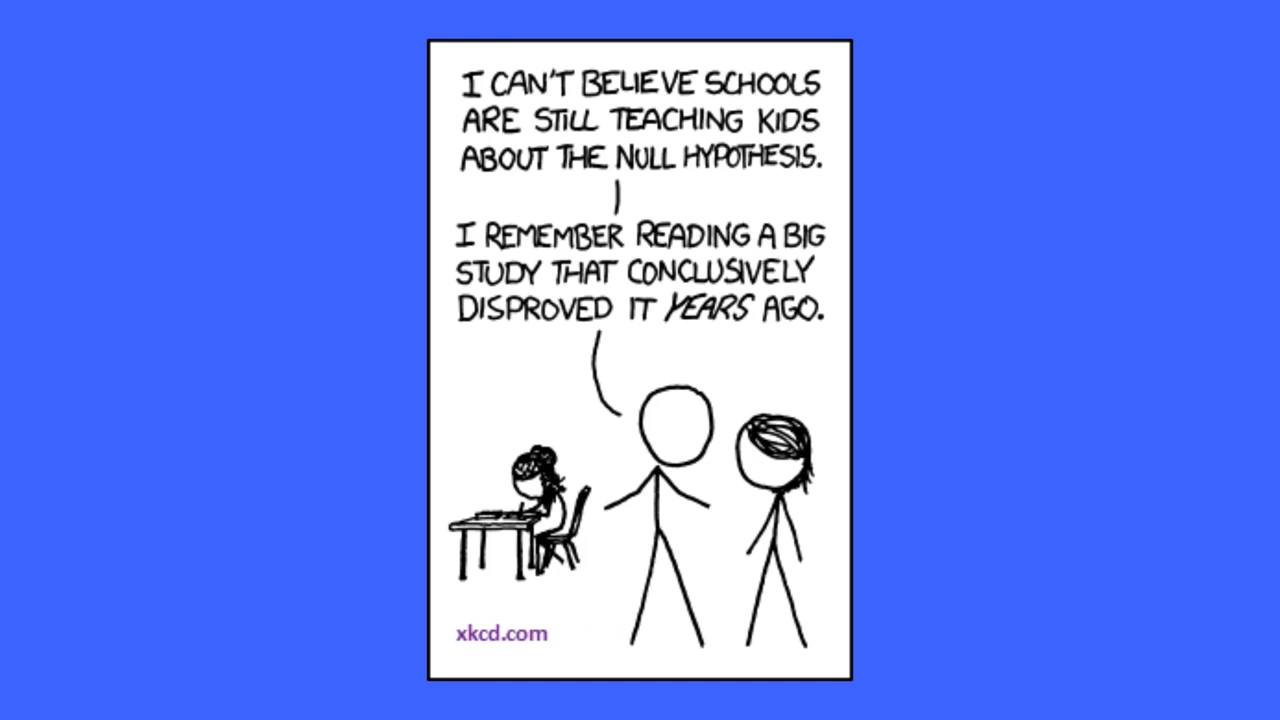 I CAN'T BELIEVE SCHOOLS
ARE STILL TEACHING KIDS
ABOUT THE NULL HYPOTHESIS.
I REMEMBER READING A BIG
STUDY THAT CONCLUSIVELY
DISPROVED IT YEARS AGO.
xkcd.com